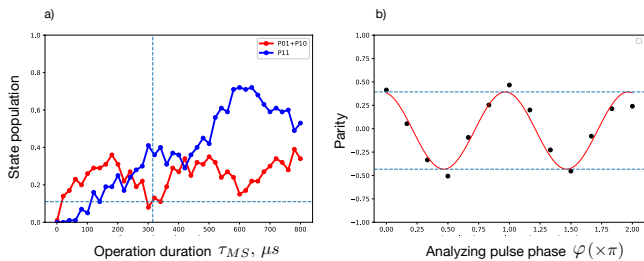 a)
b)
1.0
0.8
0.6
0.4
0.2
0.0
State population
P01+P10
P11
0 100 200 300 400 500 600 700 800
Operation duration τ_MS, μs
1.00
0.75
0.50
0.25
0.00
−0.25
−0.50
−0.75
−1.00
Parity
0.00 0.25 0.50 0.75 1.00 1.25 1.50 1.75 2.00
Analyzing pulse phase φ(×π)